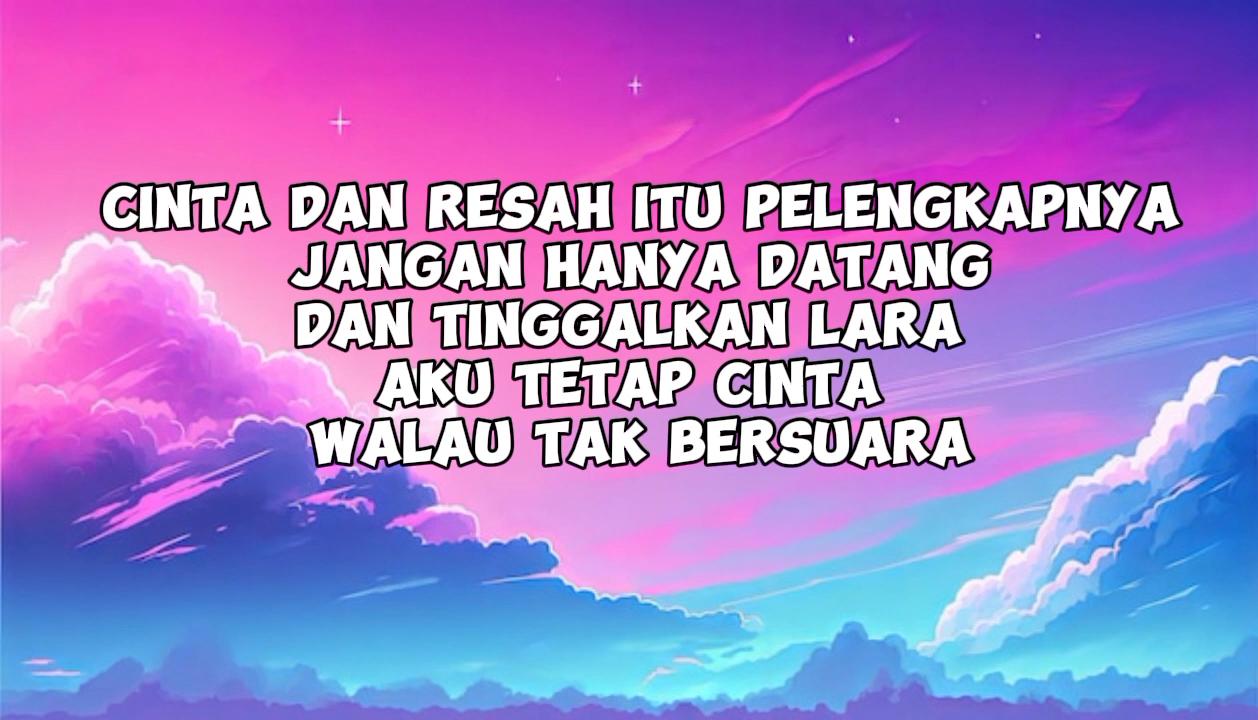 CINTA DAN RESAH ITU PELENGKAPNYA
JANGAN HANYA DATANG
DAN TINGGALKAN LARA
AKU TETAP CINTA
WALAU TAK BERSUARA